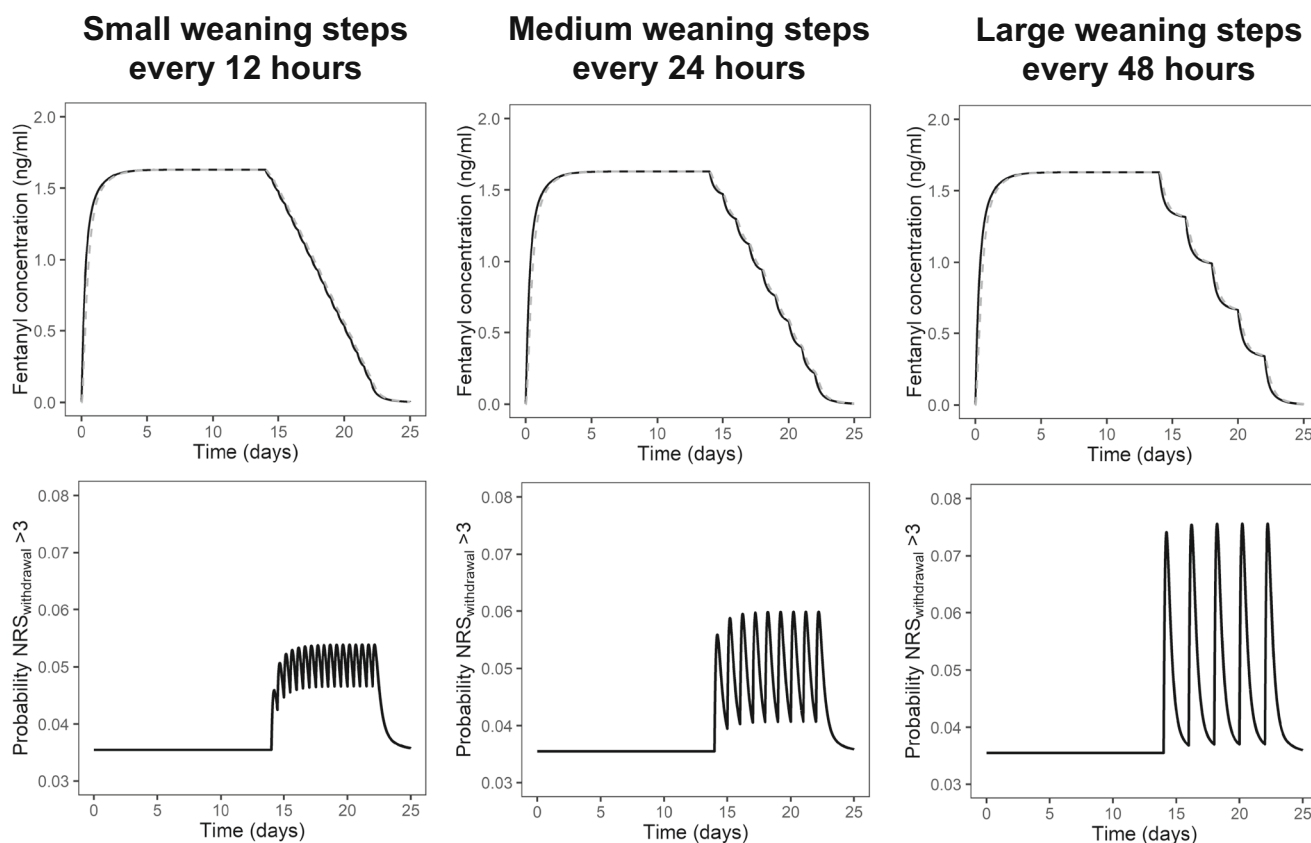 Small weaning steps
every 12 hours
Medium weaning steps
every 24 hours
Large weaning steps
every 48 hours
Fentanyl concentration (ng/ml)
2.0
1.5
1.0
0.5
0.0
0 5 10 15 20 25
Time (days)
Fentanyl concentration (ng/ml)
2.0
1.5
1.0
0.5
0.0
0 5 10 15 20 25
Time (days)
Fentanyl concentration (ng/ml)
2.0
1.5
1.0
0.5
0.0
0 5 10 15 20 25
Time (days)
Probability NRSwithdrawal >3
0.08
0.07
0.06
0.05
0.04
0.03
0 5 10 15 20 25
Time (days)
Probability NRSwithdrawal >3
0.08
0.07
0.06
0.05
0.04
0.03
0 5 10 15 20 25
Time (days)
Probability NRSwithdrawal >3
0.08
0.07
0.06
0.05
0.04
0.03
0 5 10 15 20 25
Time (days)